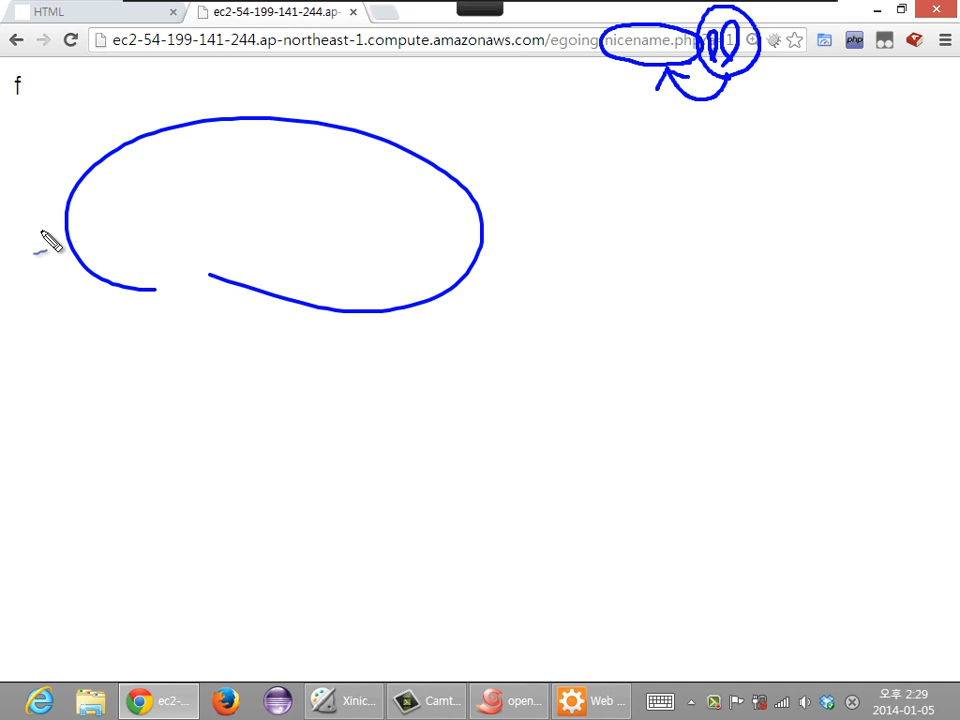 HTML
ec2-54-199-141-244.ap-
ec2-54-199-141-244.ap-northeast-1.compute.amazonaws.com/egoing/nicename.php
php
f
ec2-...
Xinic...
Camt...
open...
Web ...
오후 2:29
2014-01-05